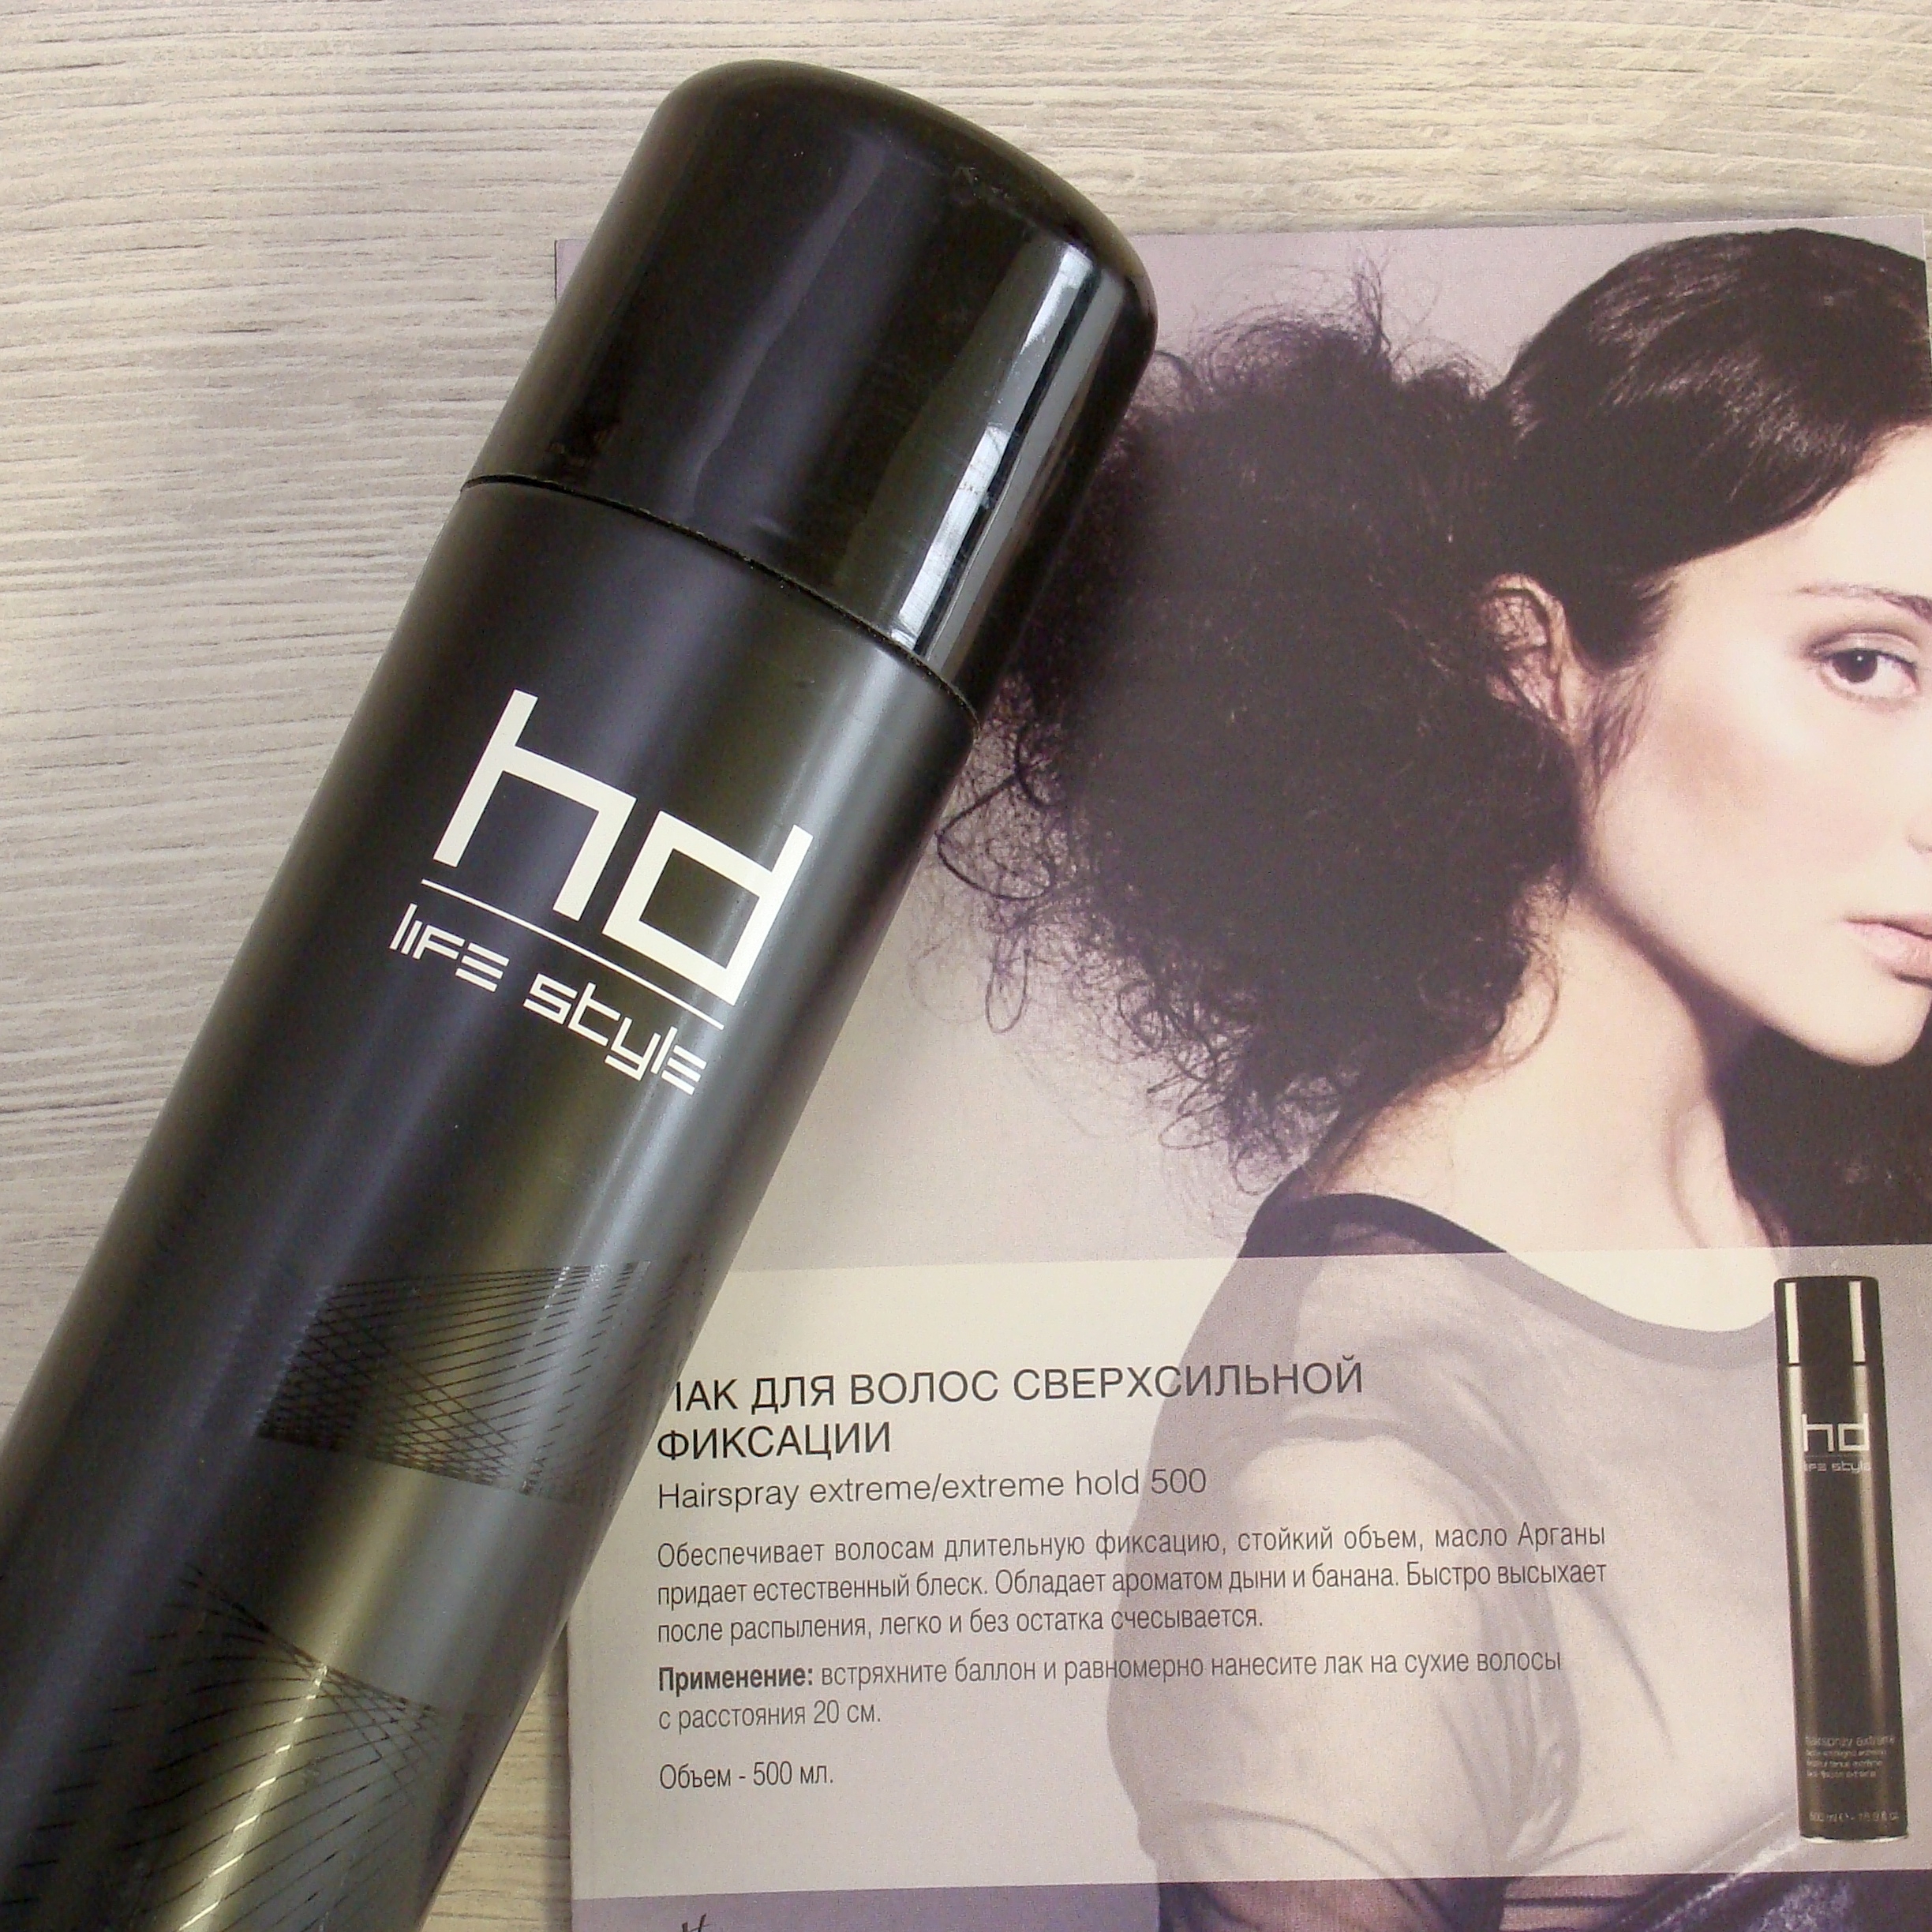 hd
life style
ЛАК ДЛЯ ВОЛОС СВЕРХСИЛЬНОЙ
ФИКСАЦИИ
Hairspray extreme/extreme hold 500
Обеспечивает волосам длительную фиксацию, стойкий объем, масло Арганы
придает естественный блеск. Обладает ароматом дыни и банана. Быстро высыхает
после распыления, легко и без остатка счесывается.
Применение: встряхните баллон и равномерно нанесите лак на сухие волосы
с расстояния 20 см.
Объем - 500 мл.
hd
life style
hairspray extreme